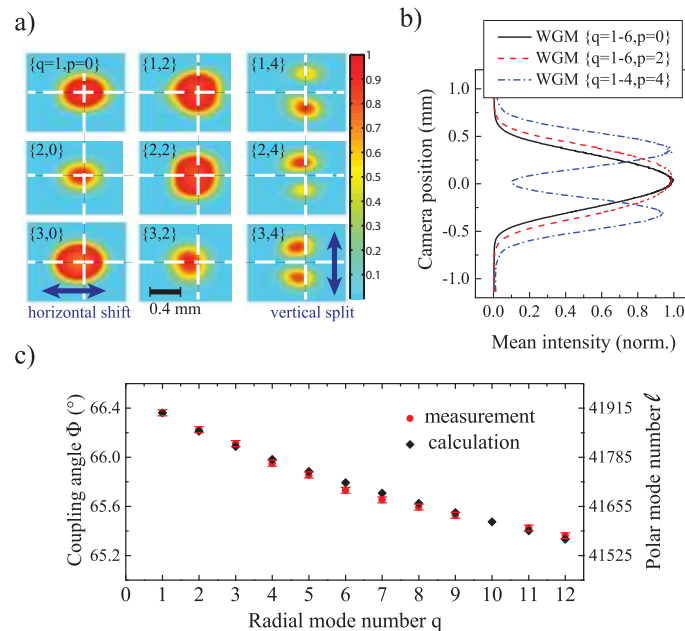 a)
{q=1,p=0}
{1,2}
{1,4}
{2,0}
{2,2}
{2,4}
{3,0}
{3,2}
{3,4}
horizontal shift
0.4 mm
vertical split
1
0.9
0.8
0.7
0.6
0.5
0.4
0.3
0.2
0.1
b)
WGM {q=1-6,p=0}
WGM {q=1-6,p=2}
WGM {q=1-4,p=4}
Camera position (mm)
0.5
0.0
-0.5
-1.0
0.0 0.2 0.4 0.6 0.8 1.0
Mean intensity (norm.)
c)
Coupling angle Φ (°)
66.4
66.0
65.6
65.2
measurement
calculation
41915
41785
41655
41525
Polar mode number ℓ
0 1 2 3 4 5 6 7 8 9 10 11 12
Radial mode number q